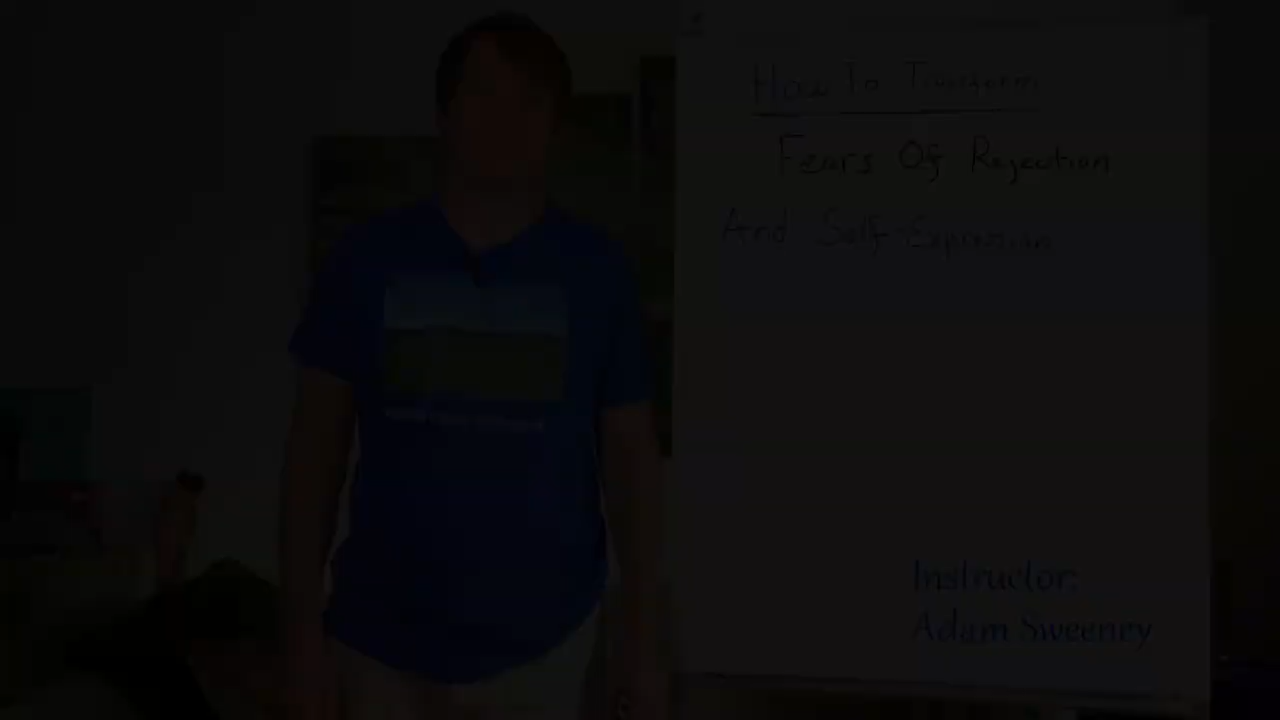 How To Transform
Fears Of Rejection
And Self-Expression
Instructor:
Adam Sweeney